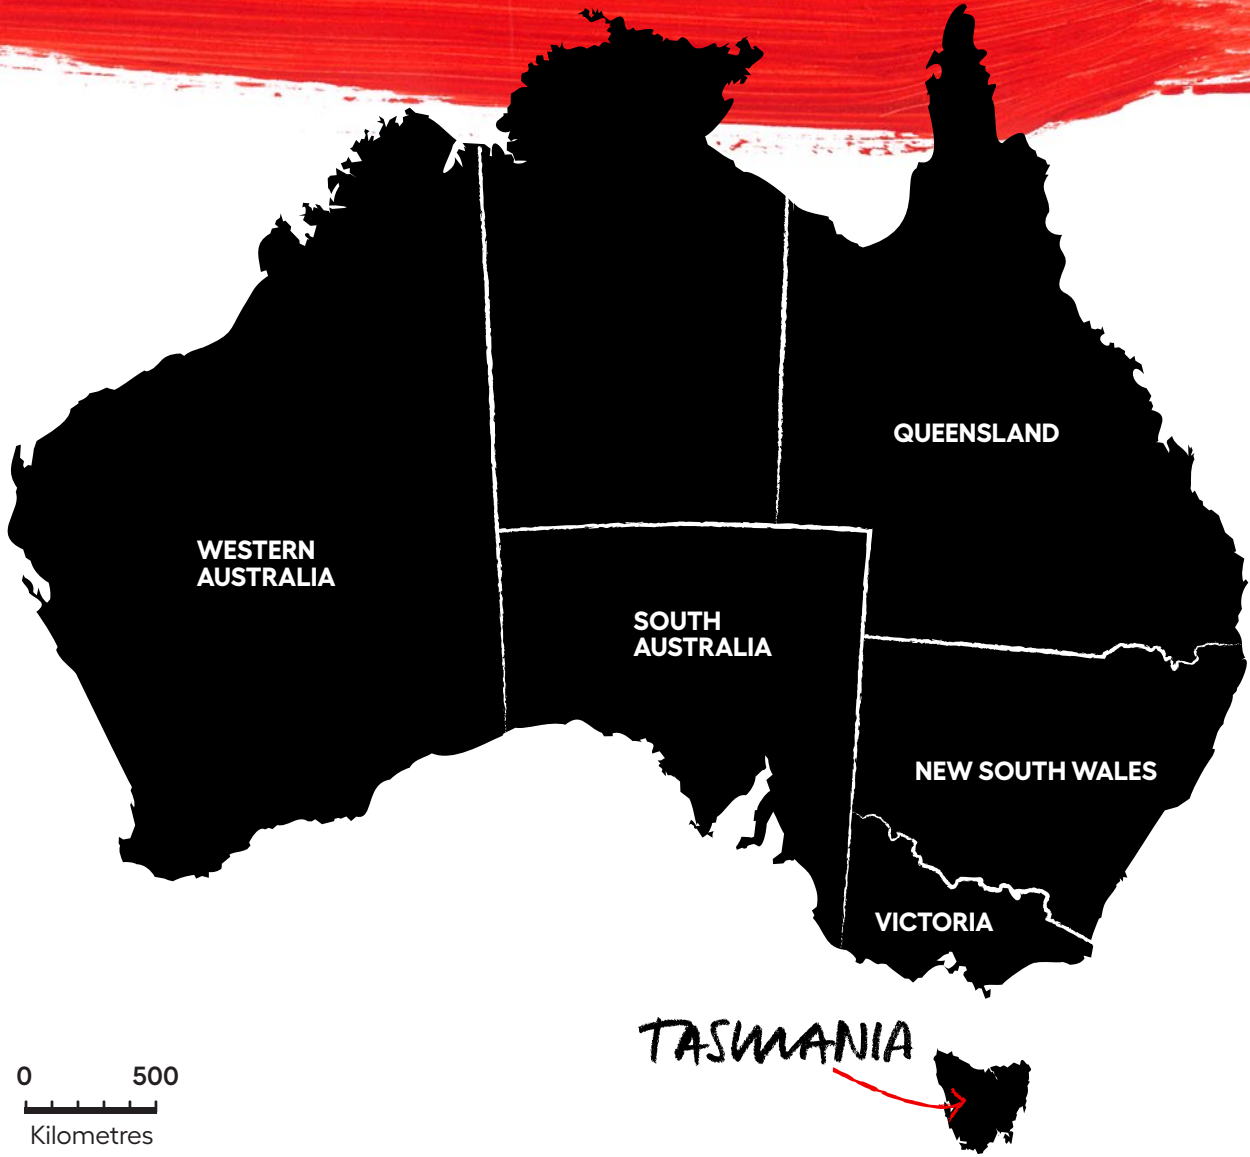 QUEENSLAND
WESTERN
AUSTRALIA
SOUTH
AUSTRALIA
NEW SOUTH WALES
VICTORIA
TASMANIA
0 500
Kilometres